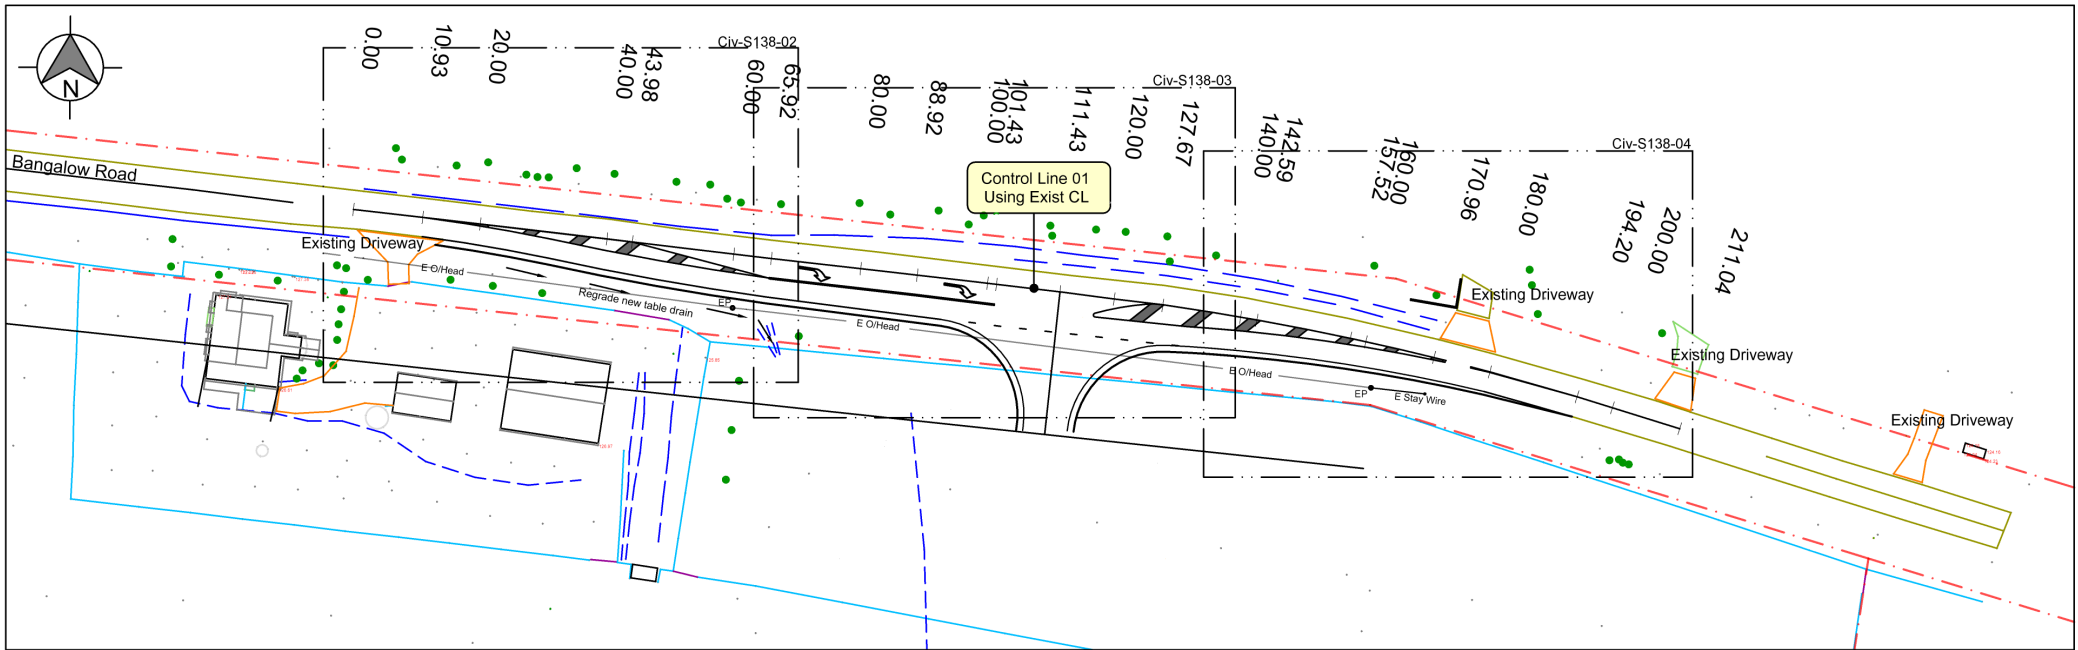 N
Bangalow Road
0.000
10.93
20.00
40.00
43.98
60.00
65.92
80.00
88.92
100.00
101.43
111.43
120.00
127.67
140.00
142.59
157.52
160.00
170.96
180.00
194.20
200.00
211.04
Civ-S138-02
Civ-S138-03
Civ-S138-04
Control Line 01
Using Exist CL
Existing Driveway
E O/Head
Regrade new table drain
EP
E O/Head
E O/Head
EP
E Stay Wire
Existing Driveway
Existing Driveway
Existing Driveway